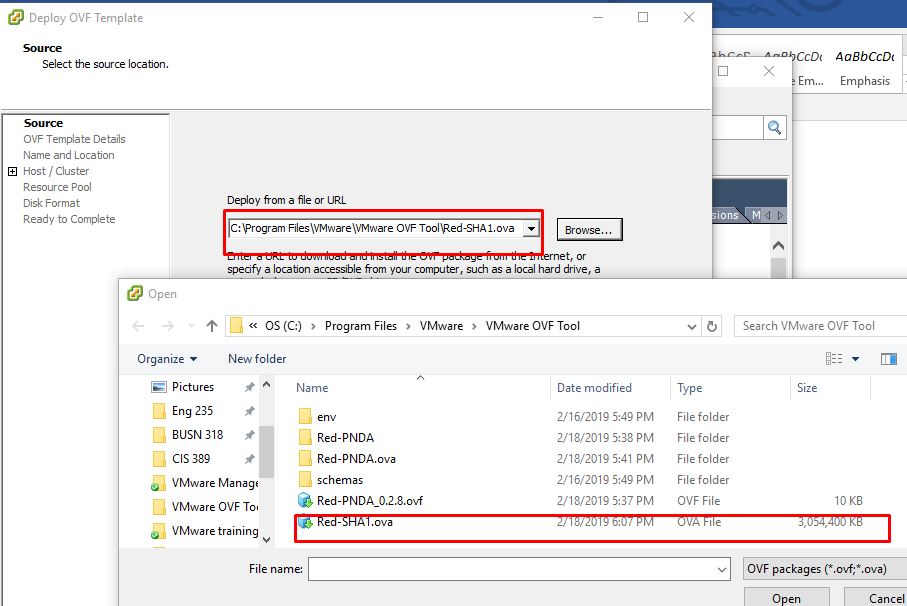 Deploy OVF Template
Source
Select the source location.
AaBbCcDc AaBbCcDc
Em... Emphasis
Source
OVF Template Details
Name and Location
Host / Cluster
Resource Pool
Disk Format
Ready to Complete
Deploy from a file or URL
C:\Program Files\VMware\VMware OVF Tool\Red-SHA1.ova
Browse...
Enter a URL to download and install the OVF package from the Internet, or
specify a location accessible from your computer, such as a local hard drive, a
sions M
Open
« OS (C:) › Program Files › VMware › VMware OVF Tool
Search VMware OVF Tool
Organize New folder
Name Date modified Type Size
Pictures
Eng 235
BUSN 318
CIS 389
VMware Manage
VMware OVF Too
VMware training
env 2/16/2019 5:49 PM File folder
Red-PNDA 2/18/2019 5:38 PM File folder
Red-PNDA.ova 2/18/2019 5:41 PM File folder
schemas 2/16/2019 5:49 PM File folder
Red-PNDA_0.2.8.ovf 2/18/2019 5:37 PM OVF File 10 KB
Red-SHA1.ova 2/18/2019 6:07 PM OVA File 3,054,400 KB
File name:
OVF packages (*.ovf;*.ova)
Open Cancel